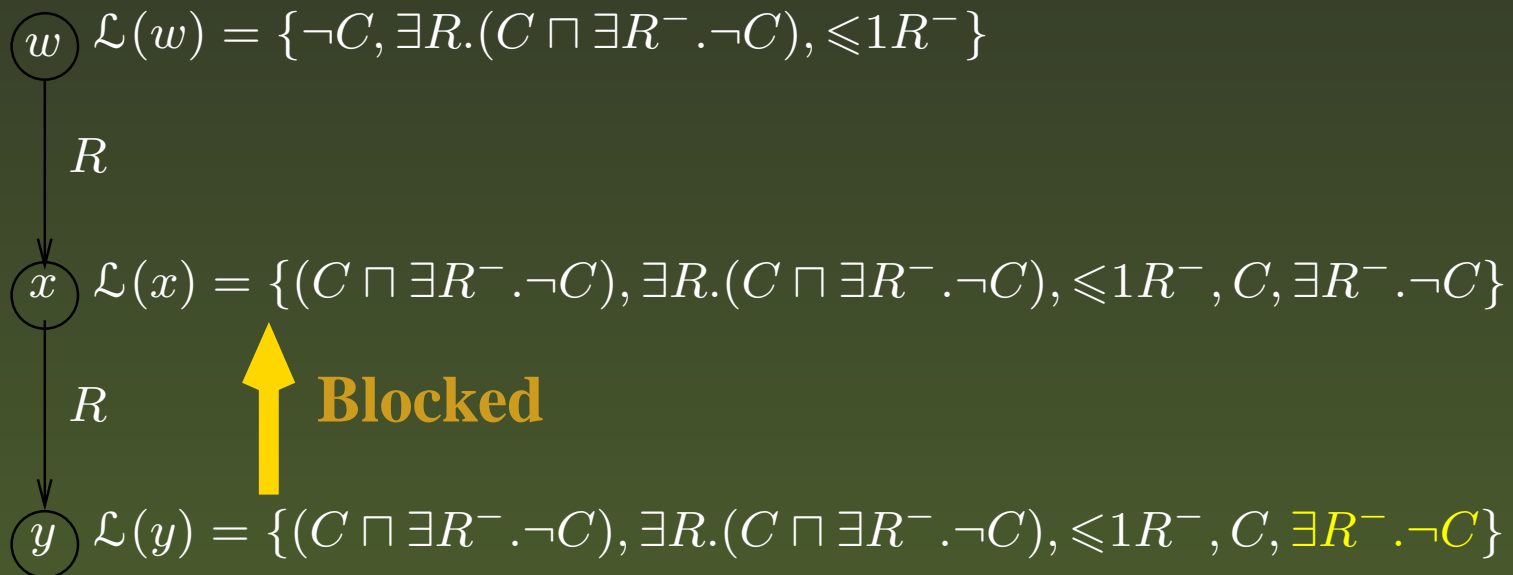 w ℒ(w) = {¬C, ∃R.(C ⊓ ∃R⁻.¬C), ⩽1R⁻}
R
x ℒ(x) = {(C ⊓ ∃R⁻.¬C), ∃R.(C ⊓ ∃R⁻.¬C), ⩽1R⁻, C, ∃R⁻.¬C}
R Blocked
y ℒ(y) = {(C ⊓ ∃R⁻.¬C), ∃R.(C ⊓ ∃R⁻.¬C), ⩽1R⁻, C, ∃R⁻.¬C}